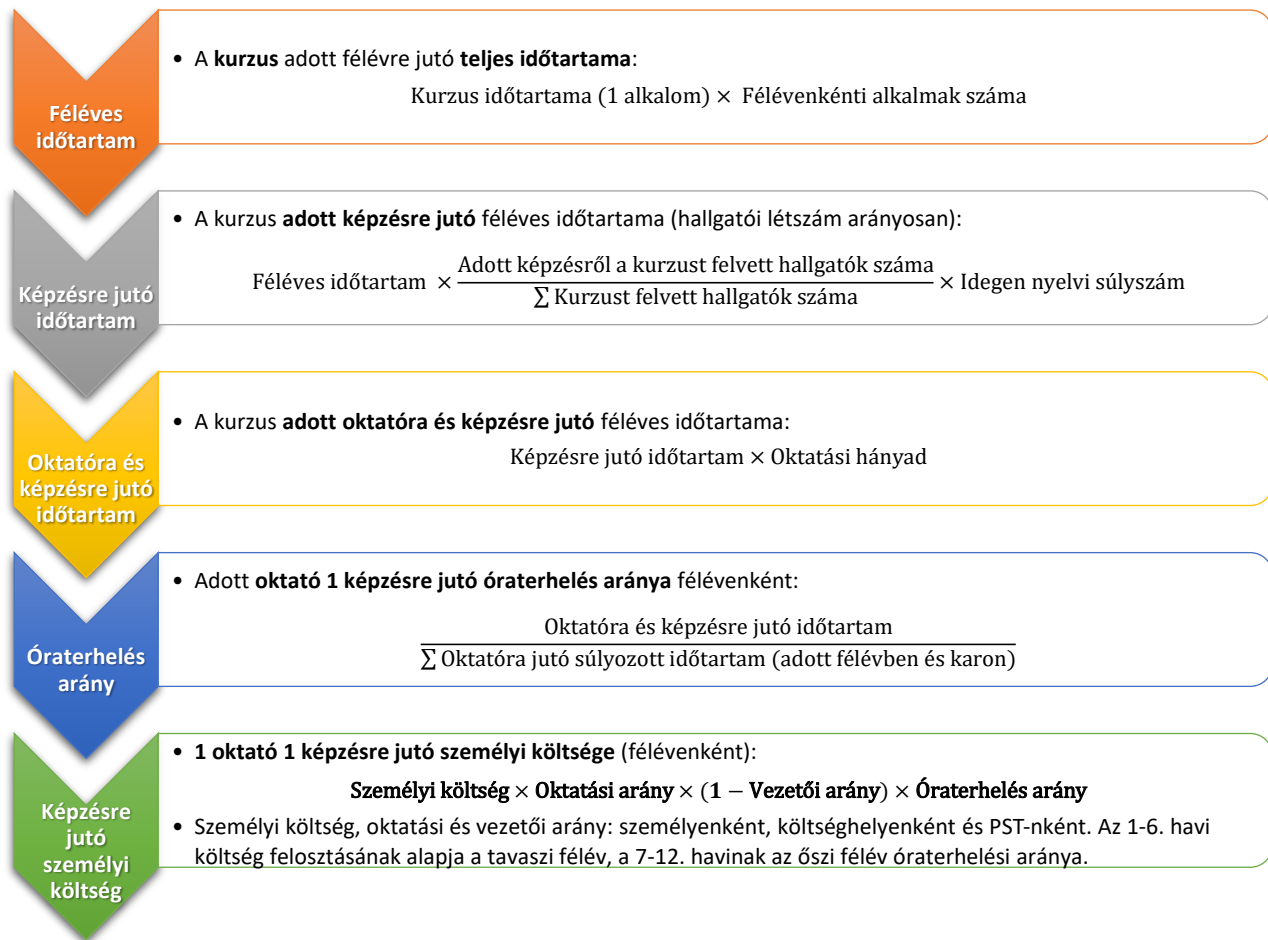 Féléves
időtartam
• A kurzus adott félévre jutó teljes időtartama:
Kurzus időtartama (1 alkalom) × Félévenkénti alkalmak száma
Képzésre jutó
időtartam
• A kurzus adott képzésre jutó féléves időtartama (hallgatói létszám arányosan):
Féléves időtartam × Adott képzésről a kurzust felvett hallgatók száma / ∑ Kurzust felvett hallgatók száma × Idegen nyelvi súlyszám
Oktatóra és
képzésre jutó
időtartam
• A kurzus adott oktatóra és képzésre jutó féléves időtartama:
Képzésre jutó időtartam × Oktatási hányad
Óraterhelés
arány
• Adott oktató 1 képzésre jutó óraterhelés aránya félévenként:
Oktatóra és képzésre jutó időtartam
∑ Oktatóra jutó súlyozott időtartam (adott félévben és karon)
Képzésre
jutó
személyi
költség
• 1 oktató 1 képzésre jutó személyi költsége (félévenként):
Személyi költség × Oktatási arány × (1 − Vezetői arány) × Óraterhelés arány
• Személyi költség, oktatási és vezetői arány: személyenként, költséghelyenként és PST-nként. Az 1-6. havi
költség felosztásának alapja a tavaszi félév, a 7-12. havinak az őszi félév óraterhelési aránya.